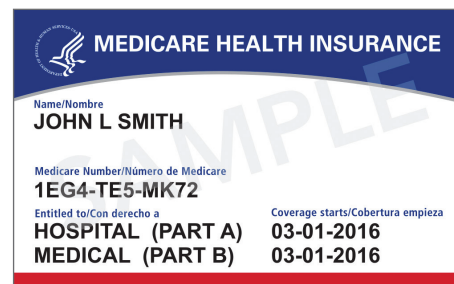 MEDICARE HEALTH INSURANCE
Name/Nombre
JOHN L SMITH
Medicare Number/Número de Medicare
1EG4-TE5-MK72
Entitled to/Con derecho a Coverage starts/Cobertura empieza
HOSPITAL (PART A) 03-01-2016
MEDICAL (PART B) 03-01-2016
SAMPLE